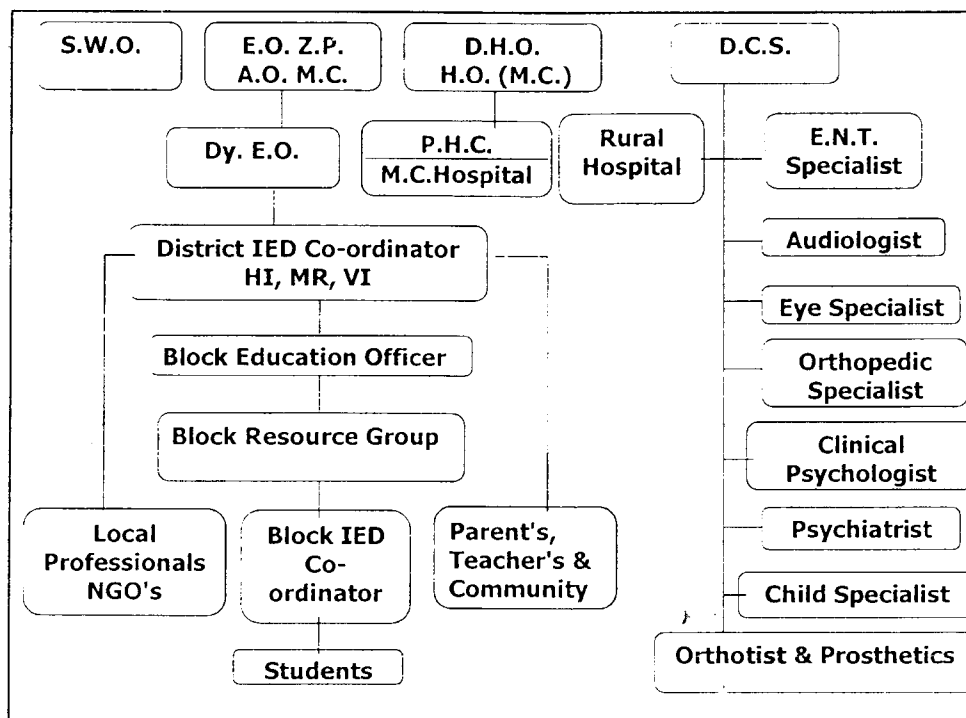 S.W.O.
E.O. Z.P.
A.O. M.C.
D.H.O.
H.O. (M.C.)
D.C.S.
Dy. E.O.
P.H.C.
M.C.Hospital
Rural
Hospital
E.N.T.
Specialist
District IED Co-ordinator
HI, MR, VI
Audiologist
Eye Specialist
Block Education Officer
Orthopedic
Specialist
Block Resource Group
Clinical
Psychologist
Local
Professionals
NGO's
Block IED
Co-
ordinator
Parent's,
Teacher's &
Community
Psychiatrist
Child Specialist
Students
Orthotist & Prosthetics